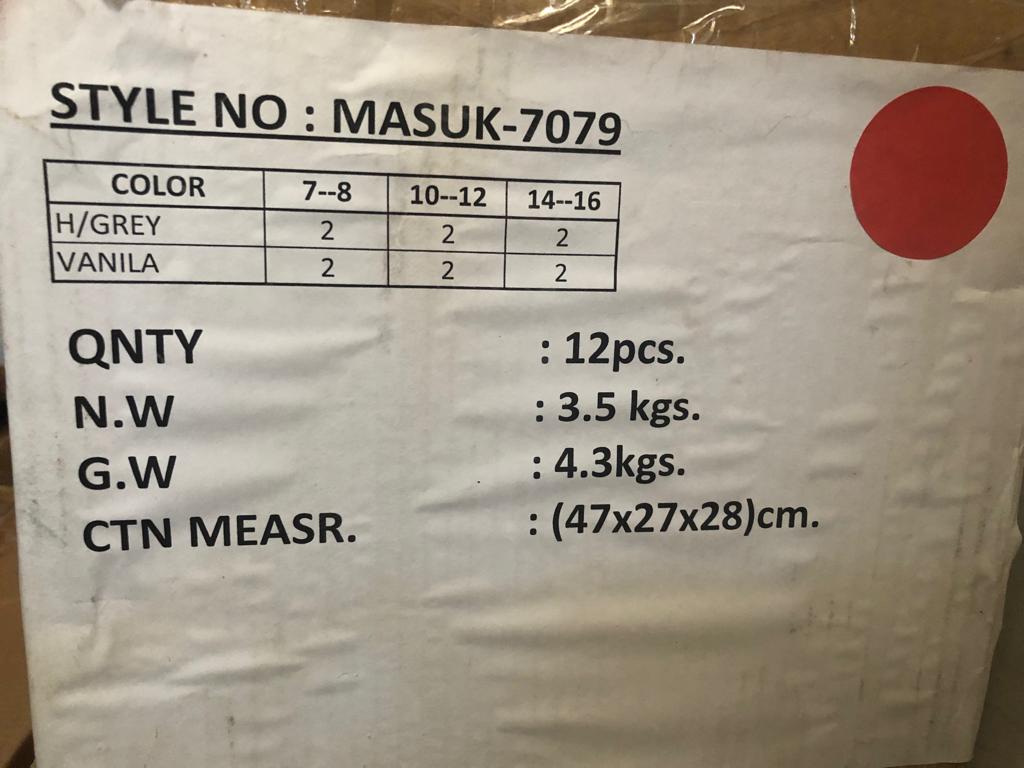 STYLE NO : MASUK-7079
COLOR 7--8 10--12 14--16
H/GREY 2 2 2
VANILA 2 2 2
QNTY : 12pcs.
N.W : 3.5 kgs.
G.W : 4.3kgs.
CTN MEASR. : (47x27x28)cm.